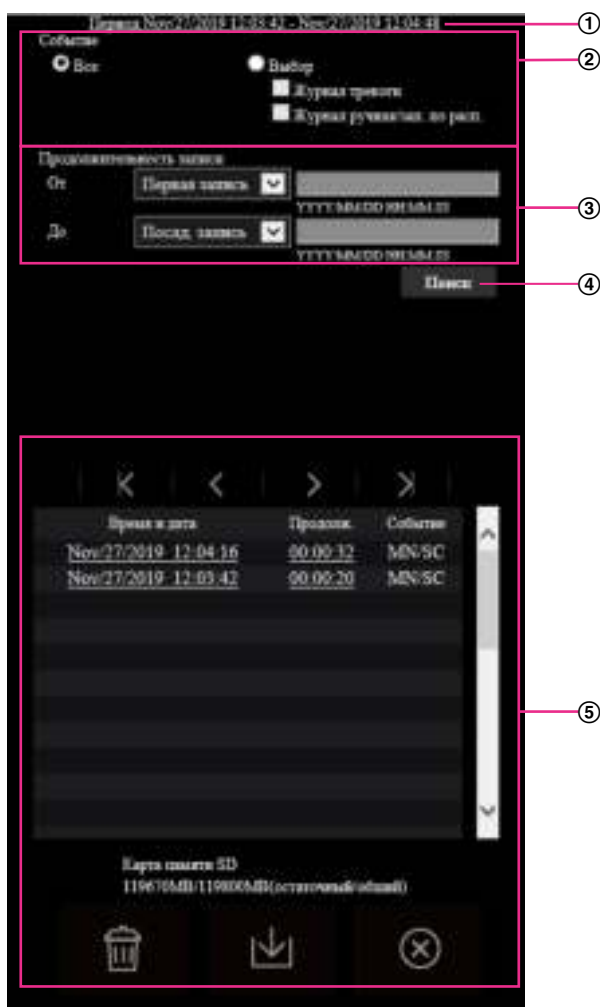 Период Nov/27/2019 12:03:42 - Nov/27/2019 12:04:48
①
Событие
②
Все
Выбор
Журнал тревоги
Журнал ручная/зап. по расп.
Продолжительность записи
От
Первая запись
YYYY/MM/DD HH:MM:SS
③
До
Послед. запись
YYYY/MM/DD HH:MM:SS
Поиск
④
Время и дата Продолж. Событие
Nov/27/2019 12:04:16 00:00:32 MN/SC
Nov/27/2019 12:03:42 00:00:20 MN/SC
⑤
Карта памяти SD
119670MB/119800MB(остаточный/общий)